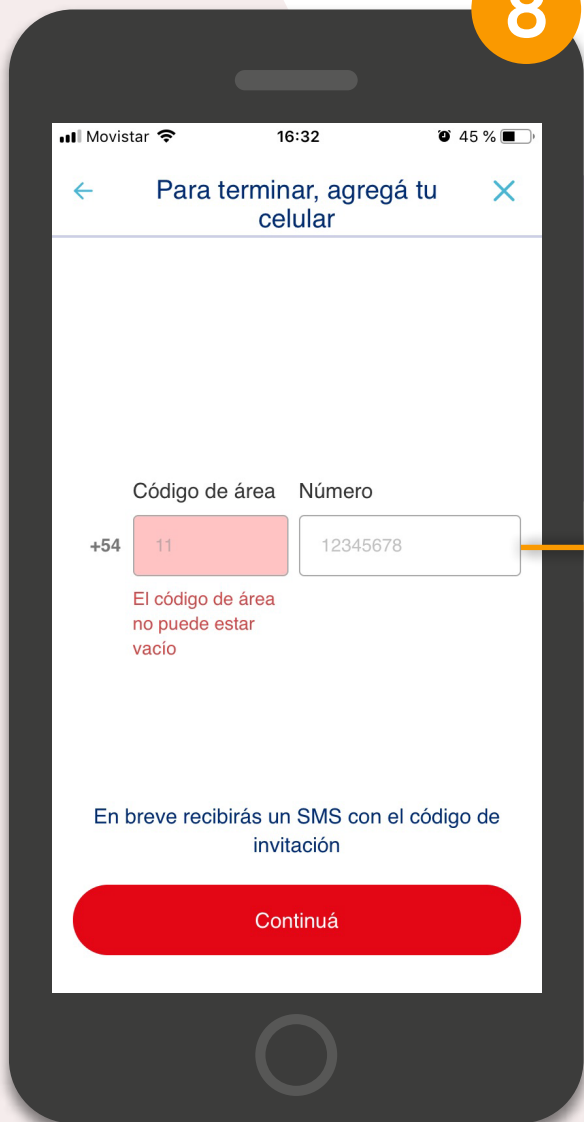 8
Movistar 16:32 45 %
Para terminar, agregá tu
celular
Código de área Número
+54 11 12345678
El código de área
no puede estar
vacío
En breve recibirás un SMS con el código de
invitación
Continuá